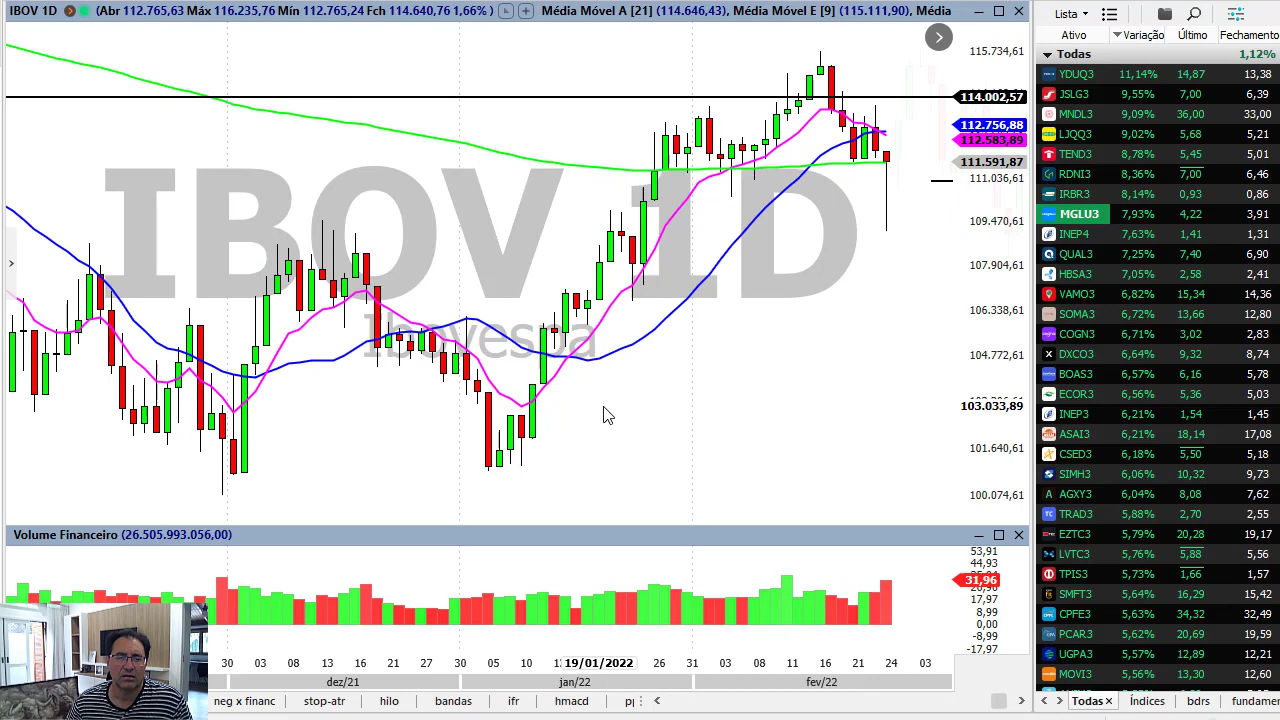 IBOV 1D (Abr 112.765,63 Máx 116.235,76 Mín 112.765,24 Fch 114.640,76 1,66% ) Média Móvel A [21] (114.646,43), Média Móvel E [9] (115.111,90), Média
IBOV 1D
Ibovespa
115.734,61
114.002,57
112.756,88
112.583,89
111.591,87
111.036,61
109.470,61
107.904,61
106.338,61
104.772,61
103.033,89
101.640,61
100.074,61
Volume Financeiro (26.505.993.056,00)
53,91
44,93
31,96
17,97
8,99
0,00
-8,99
-17,97
30 03 08 13 16 21 27 30 05 10 19/01/2022 26 31 03 08 11 16 21 24 03
dez/21 jan/22 fev/22
neg x financ stop-atr hilo bandas ifr hmacd
Lista
Ativo Variação Último Fechamento
Todas 1,12%
YDUQ3 11,14% 14,87 13,38
JSLG3 9,55% 7,00 6,39
MNDL3 9,09% 36,00 33,00
LJQQ3 9,02% 5,68 5,21
TEND3 8,78% 5,45 5,01
RDNI3 8,36% 7,00 6,46
IRBR3 8,14% 0,93 0,86
MGLU3 7,93% 4,22 3,91
INEP4 7,63% 1,41 1,31
QUAL3 7,25% 7,40 6,90
HBSA3 7,05% 2,58 2,41
VAMO3 6,82% 15,34 14,36
SOMA3 6,72% 13,66 12,80
COGN3 6,71% 3,02 2,83
DXCO3 6,64% 9,32 8,74
BOAS3 6,57% 6,16 5,78
ECOR3 6,56% 5,36 5,03
INEP3 6,21% 1,54 1,45
ASAI3 6,21% 18,14 17,08
CSED3 6,18% 5,50 5,18
SIMH3 6,06% 10,32 9,73
AGXY3 6,04% 8,08 7,62
TRAD3 5,88% 2,70 2,55
EZTC3 5,79% 20,28 19,17
LVTC3 5,76% 5,88 5,56
TPIS3 5,73% 1,66 1,57
SMFT3 5,64% 16,29 15,42
CPFE3 5,63% 34,32 32,49
PCAR3 5,62% 20,69 19,59
UGPA3 5,57% 12,89 12,21
MOVI3 5,56% 13,30 12,60
Todas Índices bdrs fundame